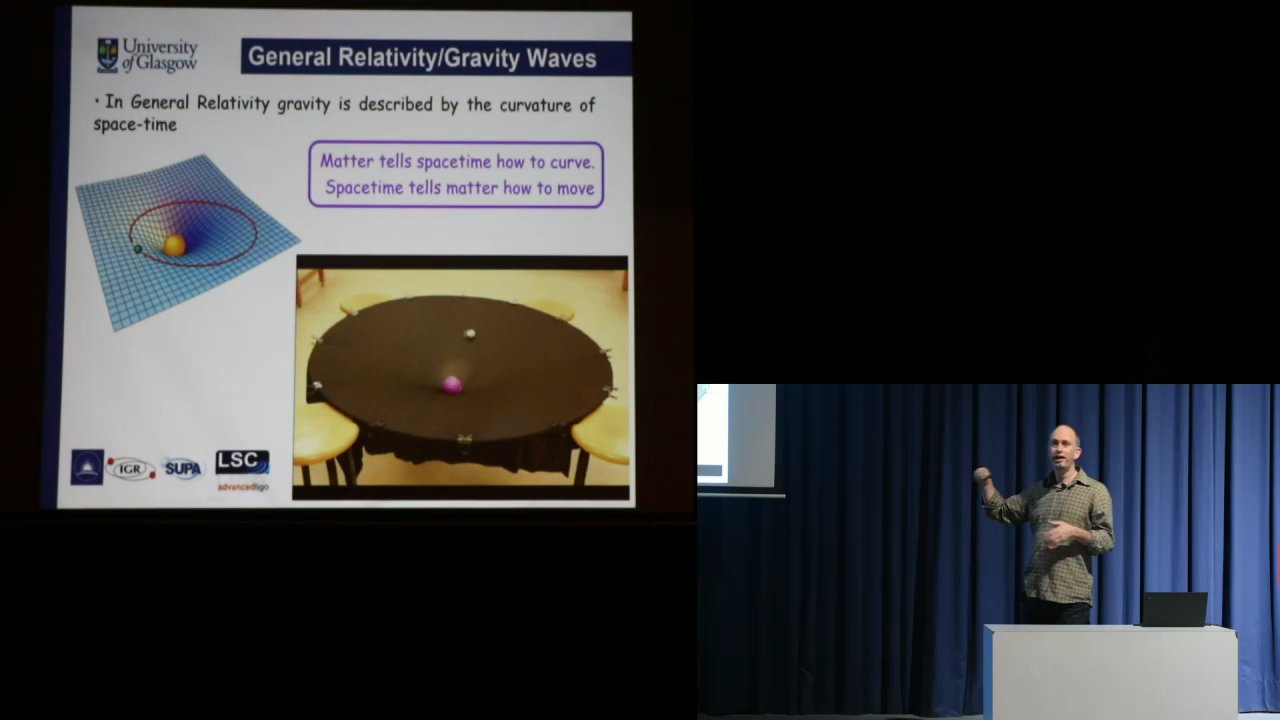 University
of Glasgow
General Relativity/Gravity Waves
• In General Relativity gravity is described by the curvature of
space-time
Matter tells spacetime how to curve.
Spacetime tells matter how to move
IGR
SUPA
LSC
advancedligo